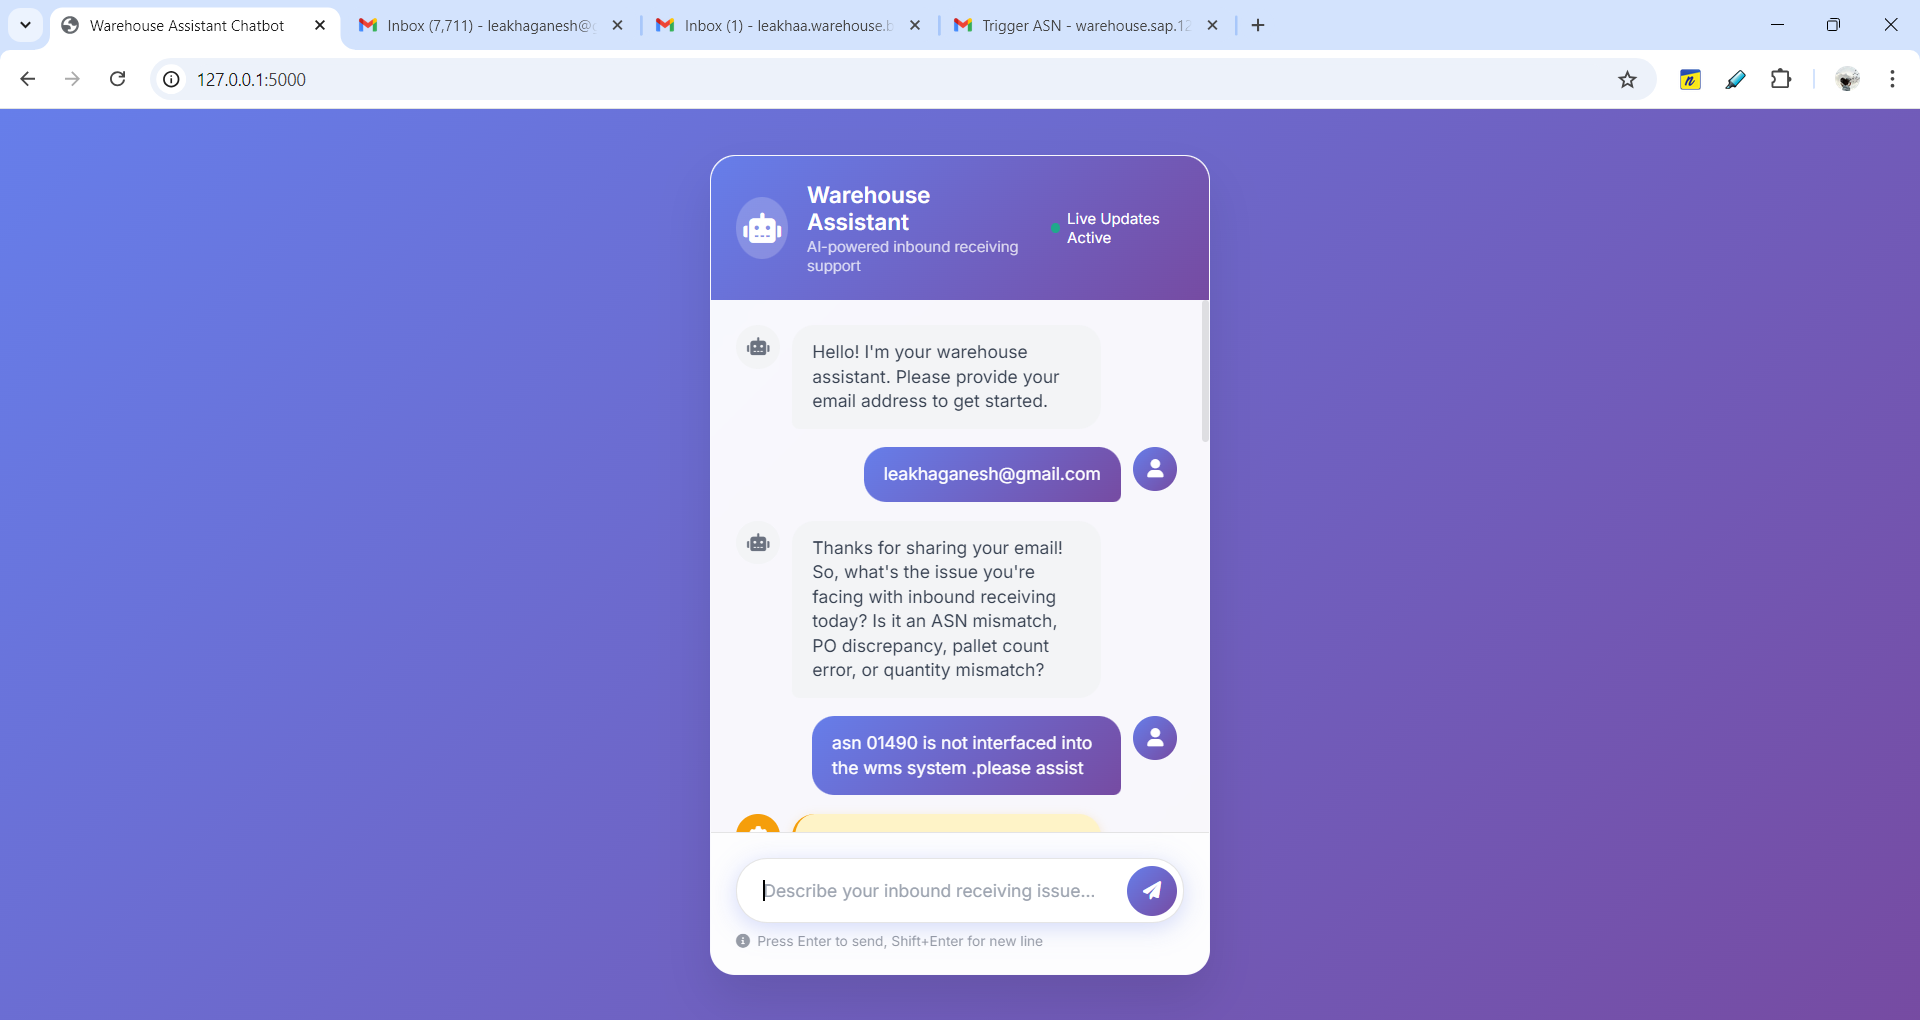 Warehouse Assistant Chatbot
Inbox (7,711) - leakhaganesh@g
Inbox (1) - leakhaa.warehouse.b
Trigger ASN - warehouse.sap.12
127.0.0.1:5000
Warehouse
Assistant
AI-powered inbound receiving
support
Live Updates
Active
Hello! I'm your warehouse
assistant. Please provide your
email address to get started.
leakhaganesh@gmail.com
Thanks for sharing your email!
So, what's the issue you're
facing with inbound receiving
today? Is it an ASN mismatch,
PO discrepancy, pallet count
error, or quantity mismatch?
asn 01490 is not interfaced into
the wms system .please assist
Describe your inbound receiving issue...
Press Enter to send, Shift+Enter for new line